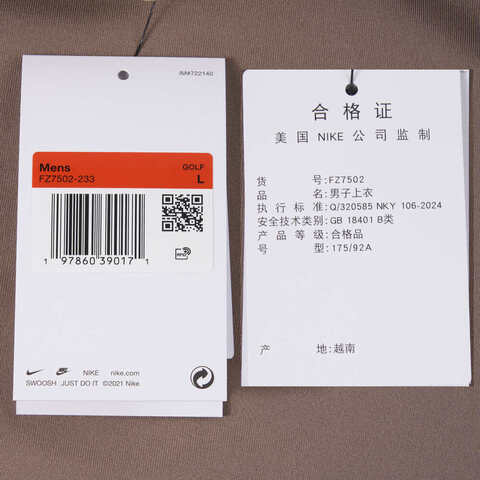 IM#722140
Mens
GOLF
FZ7502-233
L
1 97860 39017 1
NIKE
nike.com
SWOOSH JUST DO IT ©2021 Nike
合格证
美国 NIKE 公司监制
货号:FZ7502
品名:男子上衣
执行标准:Q/320585 NKY 106-2024
安全技术类别:GB 18401 B类
产品等级:合格品
号型:175/92A
产地:越南